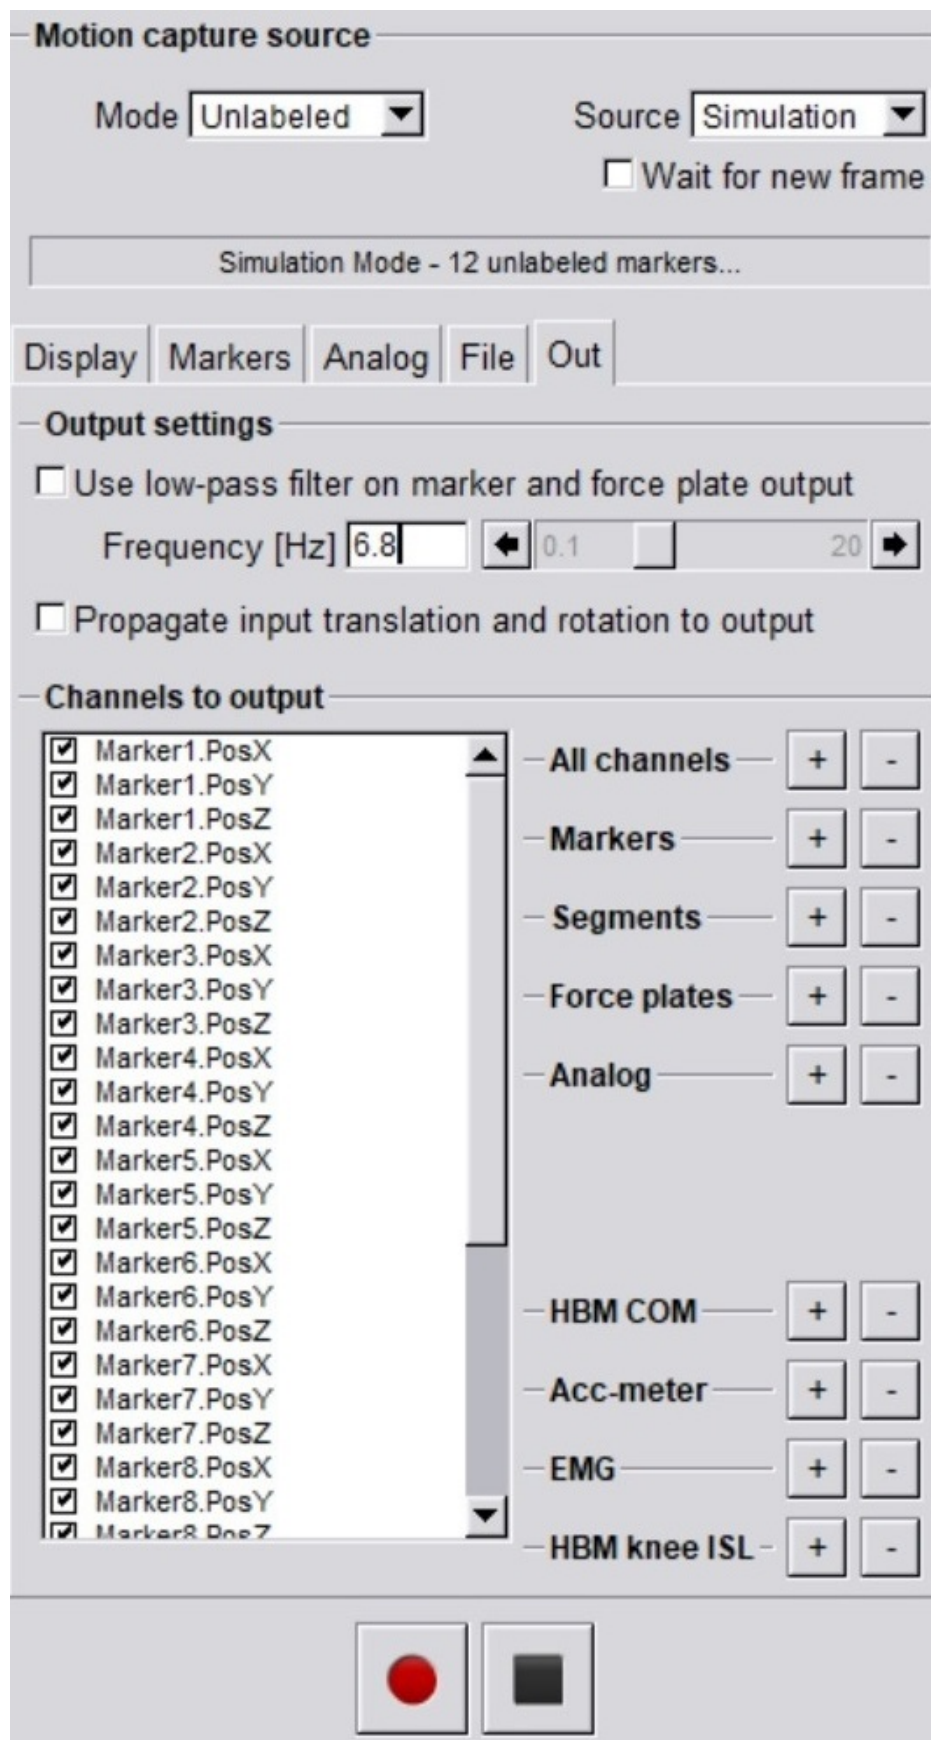 Motion capture source
Mode Unlabeled Source Simulation
Wait for new frame
Simulation Mode - 12 unlabeled markers...
Display Markers Analog File Out
Output settings
Use low-pass filter on marker and force plate output
Frequency [Hz] 6.8 0.1 20
Propagate input translation and rotation to output
Channels to output
Marker1.PosX
Marker1.PosY
Marker1.PosZ
Marker2.PosX
Marker2.PosY
Marker2.PosZ
Marker3.PosX
Marker3.PosY
Marker3.PosZ
Marker4.PosX
Marker4.PosY
Marker4.PosZ
Marker5.PosX
Marker5.PosY
Marker5.PosZ
Marker6.PosX
Marker6.PosY
Marker6.PosZ
Marker7.PosX
Marker7.PosY
Marker7.PosZ
Marker8.PosX
Marker8.PosY
Marker8.PosZ
All channels + -
Markers + -
Segments + -
Force plates + -
Analog + -
HBM COM + -
Acc-meter + -
EMG + -
HBM knee ISL + -